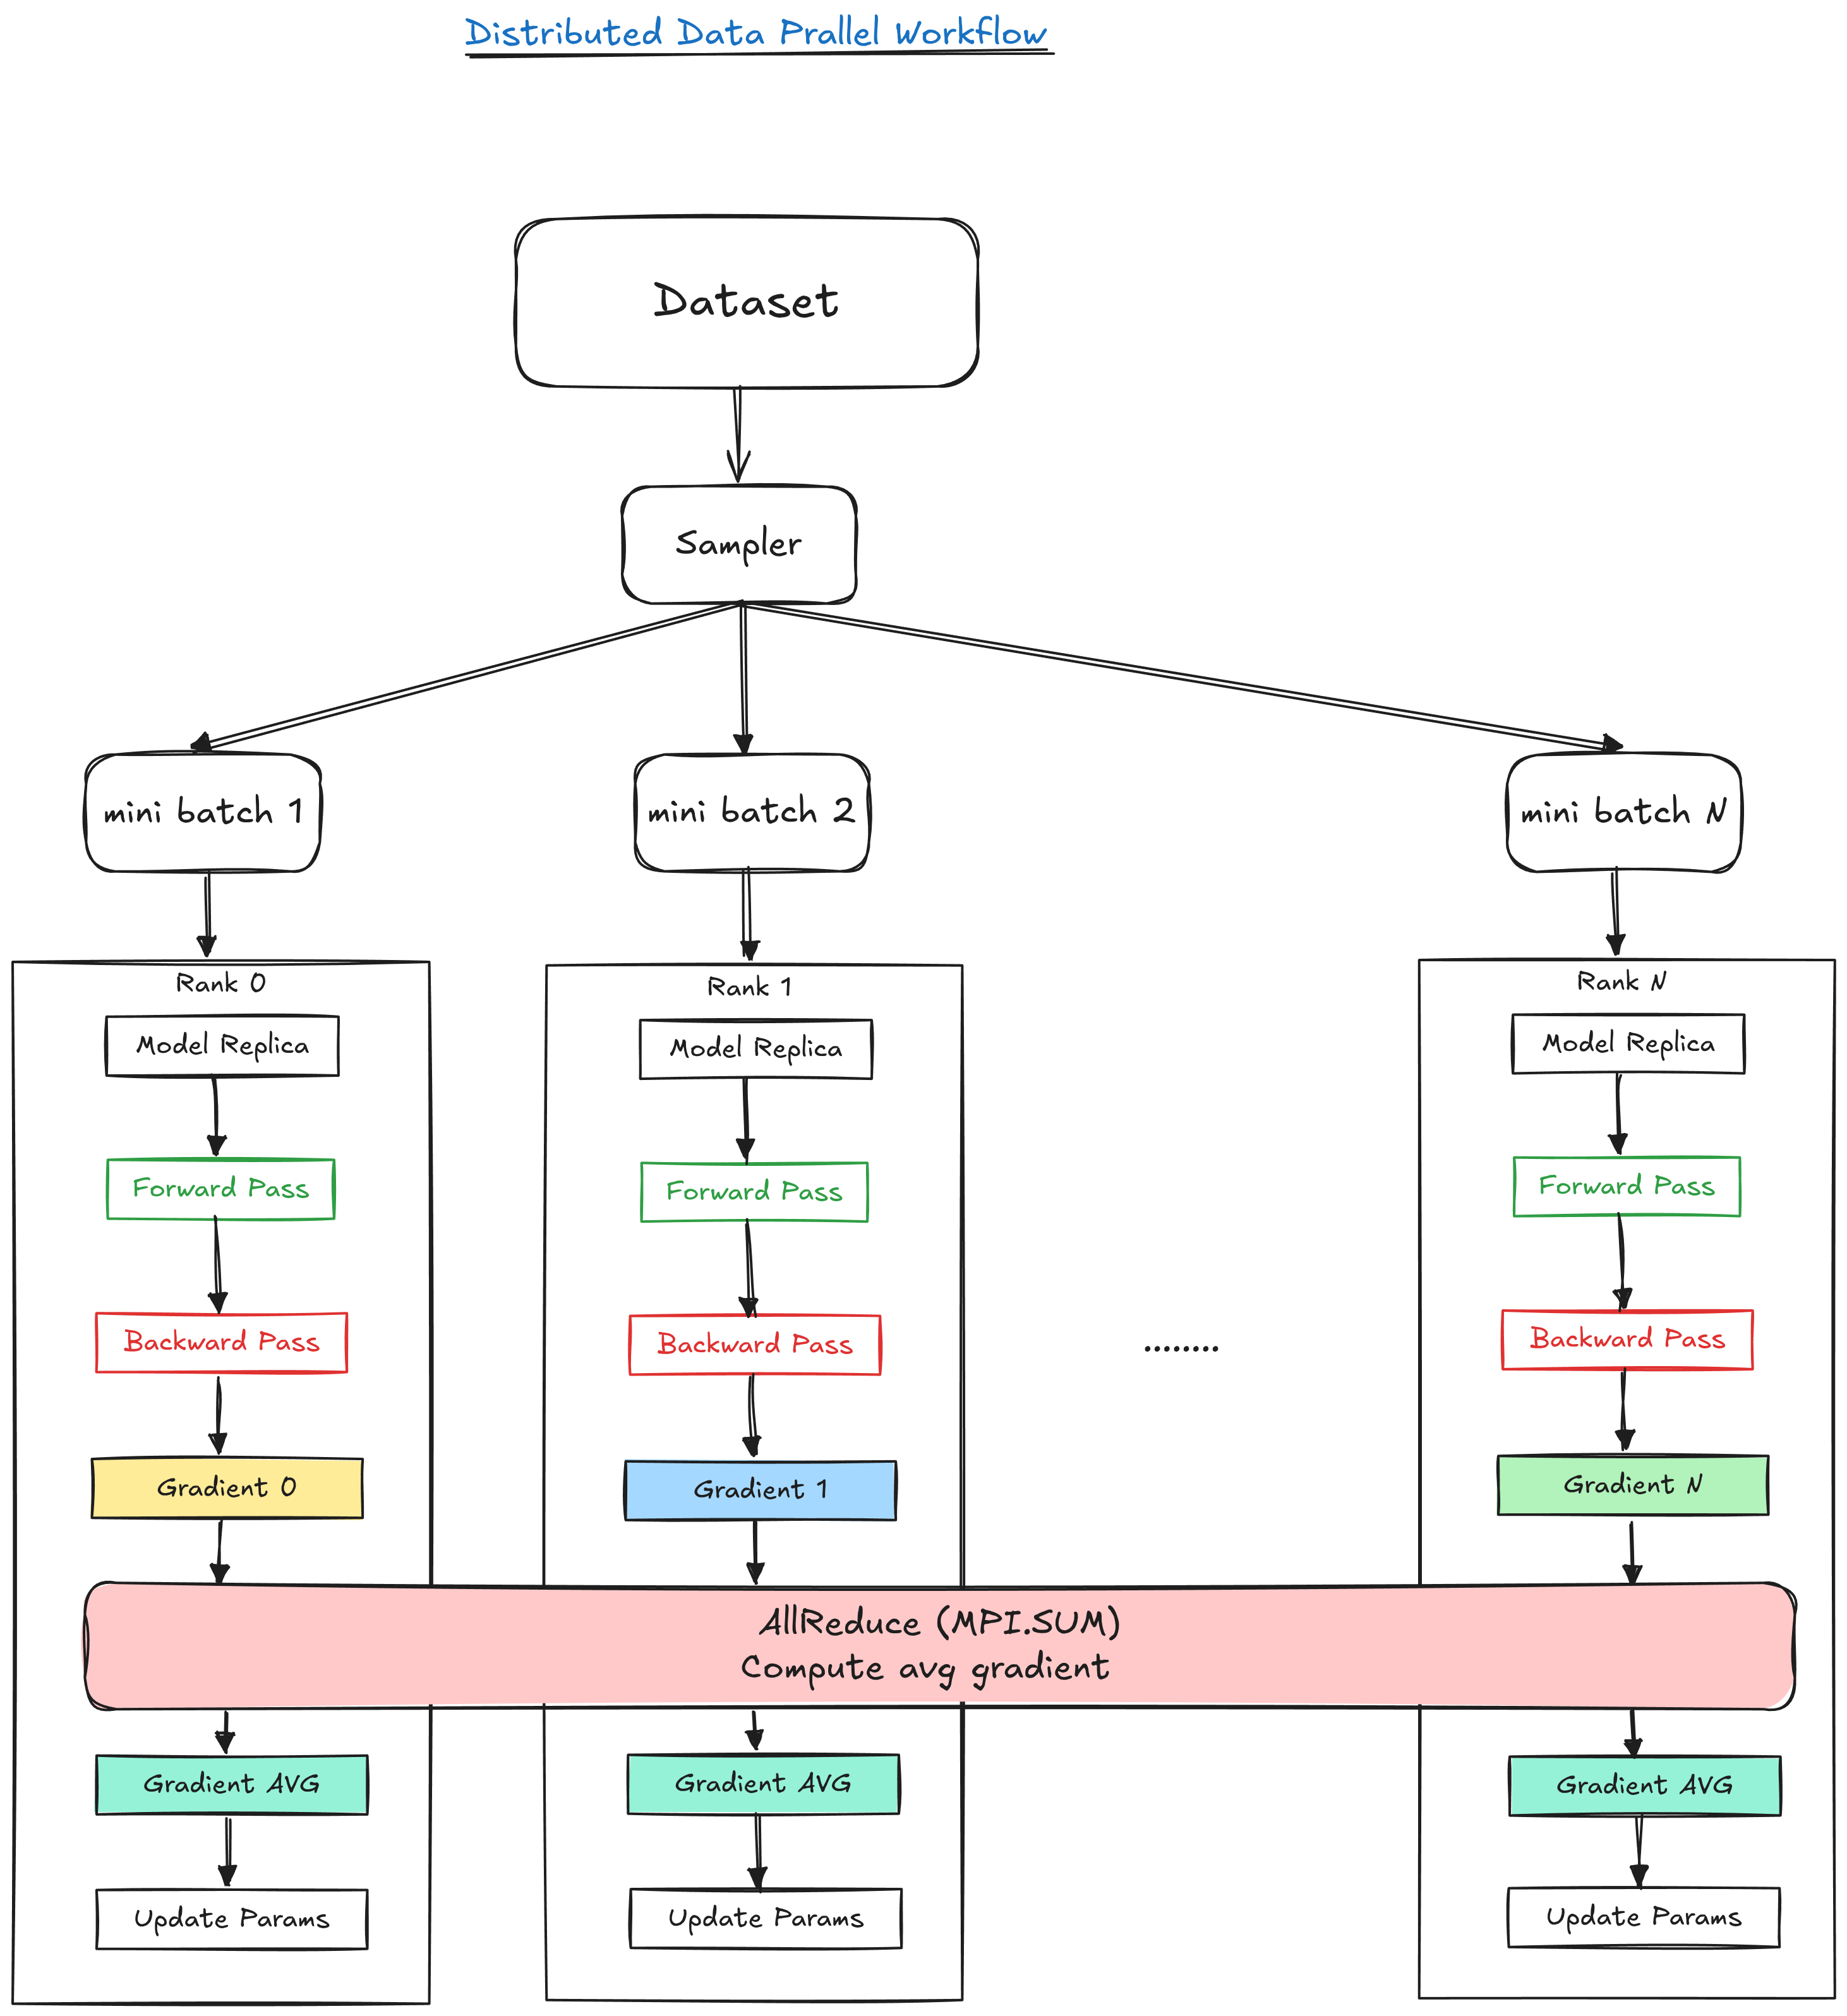 Distributed Data Prallel Workflow
Dataset
Sampler
mini batch 1
mini batch 2
mini batch N
Rank 0
Rank 1
Rank N
Model Replica
Model Replica
Model Replica
Forward Pass
Forward Pass
Forward Pass
Backward Pass
Backward Pass
........
Backward Pass
Gradient 0
Gradient 1
Gradient N
AllReduce (MPI.SUM)
Compute avg gradient
Gradient AVG
Gradient AVG
Gradient AVG
Update Params
Update Params
Update Params